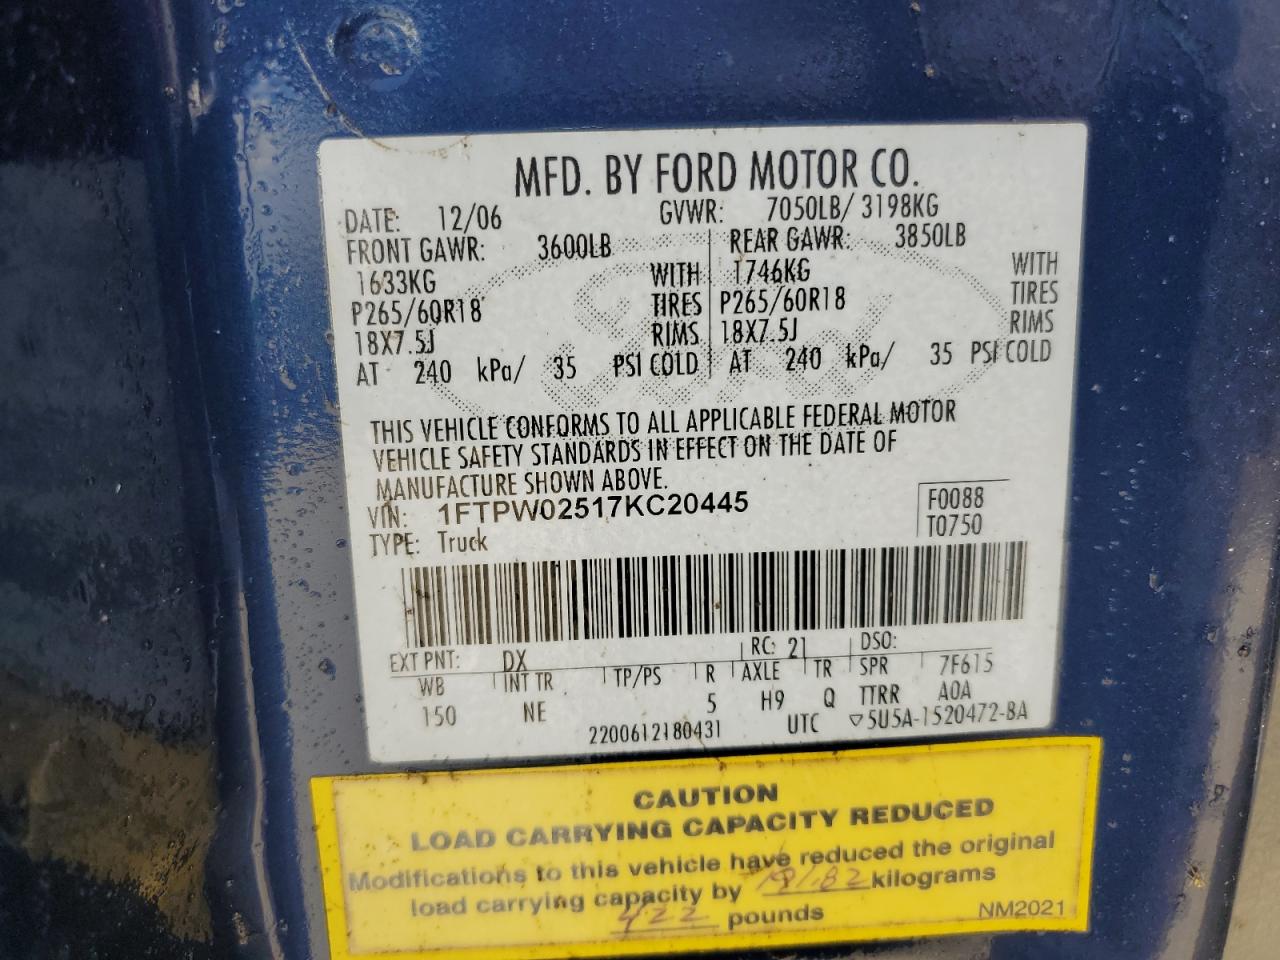 MFD. BY FORD MOTOR CO.
DATE: 12/06 GVWR: 7050LB/ 3198KG
FRONT GAWR: 3600LB REAR GAWR: 3850LB
1633KG WITH 1746KG WITH
P265/60R18 TIRES P265/60R18 TIRES
18X7.5J RIMS 18X7.5J RIMS
AT 240 kPa/ 35 PSI COLD AT 240 kPa/ 35 PSI COLD
THIS VEHICLE CONFORMS TO ALL APPLICABLE FEDERAL MOTOR
VEHICLE SAFETY STANDARDS IN EFFECT ON THE DATE OF
MANUFACTURE SHOWN ABOVE.
VIN: 1FTPW02517KC20445 F0088
TYPE: Truck T0750
EXT PNT: DX RC: 21 DSO:
WB INT TR TP/PS R AXLE TR SPR 7F615
150 NE 5 H9 Q TTRR A0A
2200612180431 UTC ▽5U5A-1520472-BA
CAUTION
LOAD CARRYING CAPACITY REDUCED
Modifications to this vehicle have reduced the original
load carrying capacity by 191.82 kilograms
422 pounds NM2021